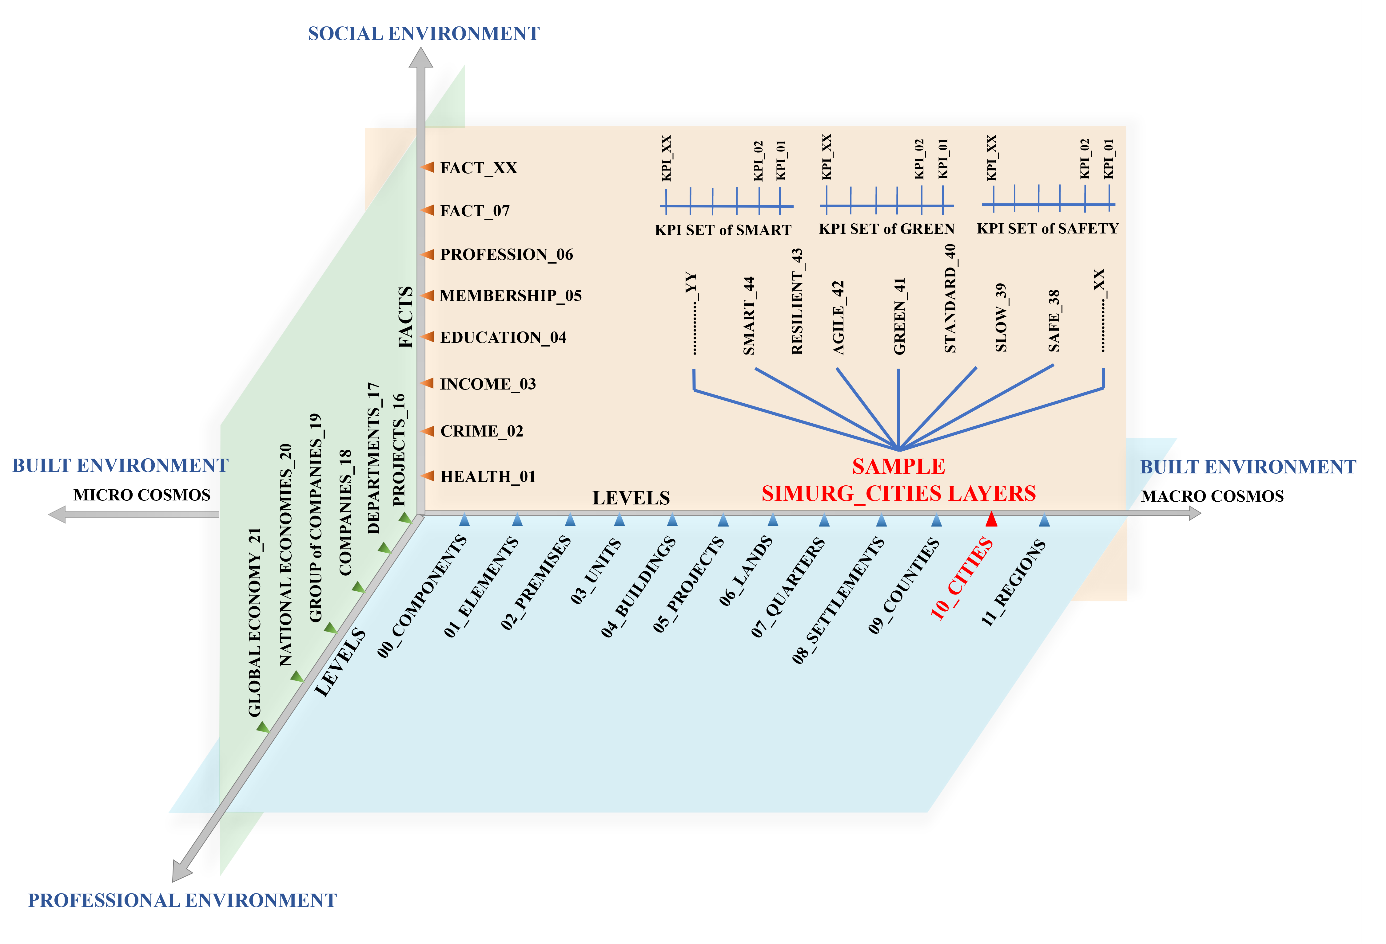 SOCIAL ENVIRONMENT
FACTS
FACT_XX
FACT_07
PROFESSION_06
MEMBERSHIP_05
EDUCATION_04
INCOME_03
CRIME_02
HEALTH_01
KPI_XX
KPI_02
KPI_01
KPI SET of SMART
KPI_XX
KPI_02
KPI_01
KPI SET of GREEN
KPI_XX
KPI_02
KPI_01
KPI SET of SAFETY
..............._YY
SMART_44
RESILIENT_43
AGILE_42
GREEN_41
STANDARD_40
SLOW_39
SAFE_38
..............._XX
SAMPLE
SIMURG_CITIES LAYERS
BUILT ENVIRONMENT
MICRO COSMOS
BUILT ENVIRONMENT
MACRO COSMOS
LEVELS
00_COMPONENTS
01_ELEMENTS
02_PREMISES
03_UNITS
04_BUILDINGS
05_PROJECTS
06_LANDS
07_QUARTERS
08_SETTLEMENTS
09_COUNTIES
10_CITIES
11_REGIONS
GLOBAL ECONOMY_21
NATIONAL ECONOMIES_20
GROUP of COMPANIES_19
COMPANIES_18
DEPARTMENTS_17
PROJECTS_16
LEVELS
PROFESSIONAL ENVIRONMENT